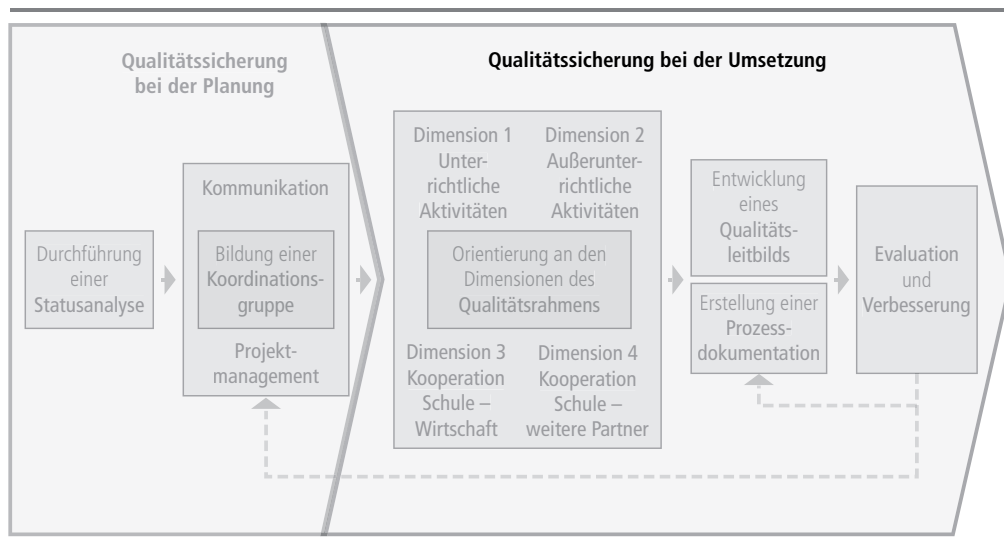 Qualitätssicherung
bei der Planung
Durchführung
einer
Statusanalyse
Kommunikation
Bildung einer
Koordinations-
gruppe
Projekt-
management
Qualitätssicherung bei der Umsetzung
Dimension 1
Unter-
richtliche
Aktivitäten
Dimension 2
Außerunter-
richtliche
Aktivitäten
Orientierung an den
Dimensionen des
Qualitätsrahmens
Dimension 3
Kooperation
Schule –
Wirtschaft
Dimension 4
Kooperation
Schule –
weitere Partner
Entwicklung
eines
Qualitäts-
leitbilds
Erstellung einer
Prozess-
dokumentation
Evaluation
und
Verbesserung